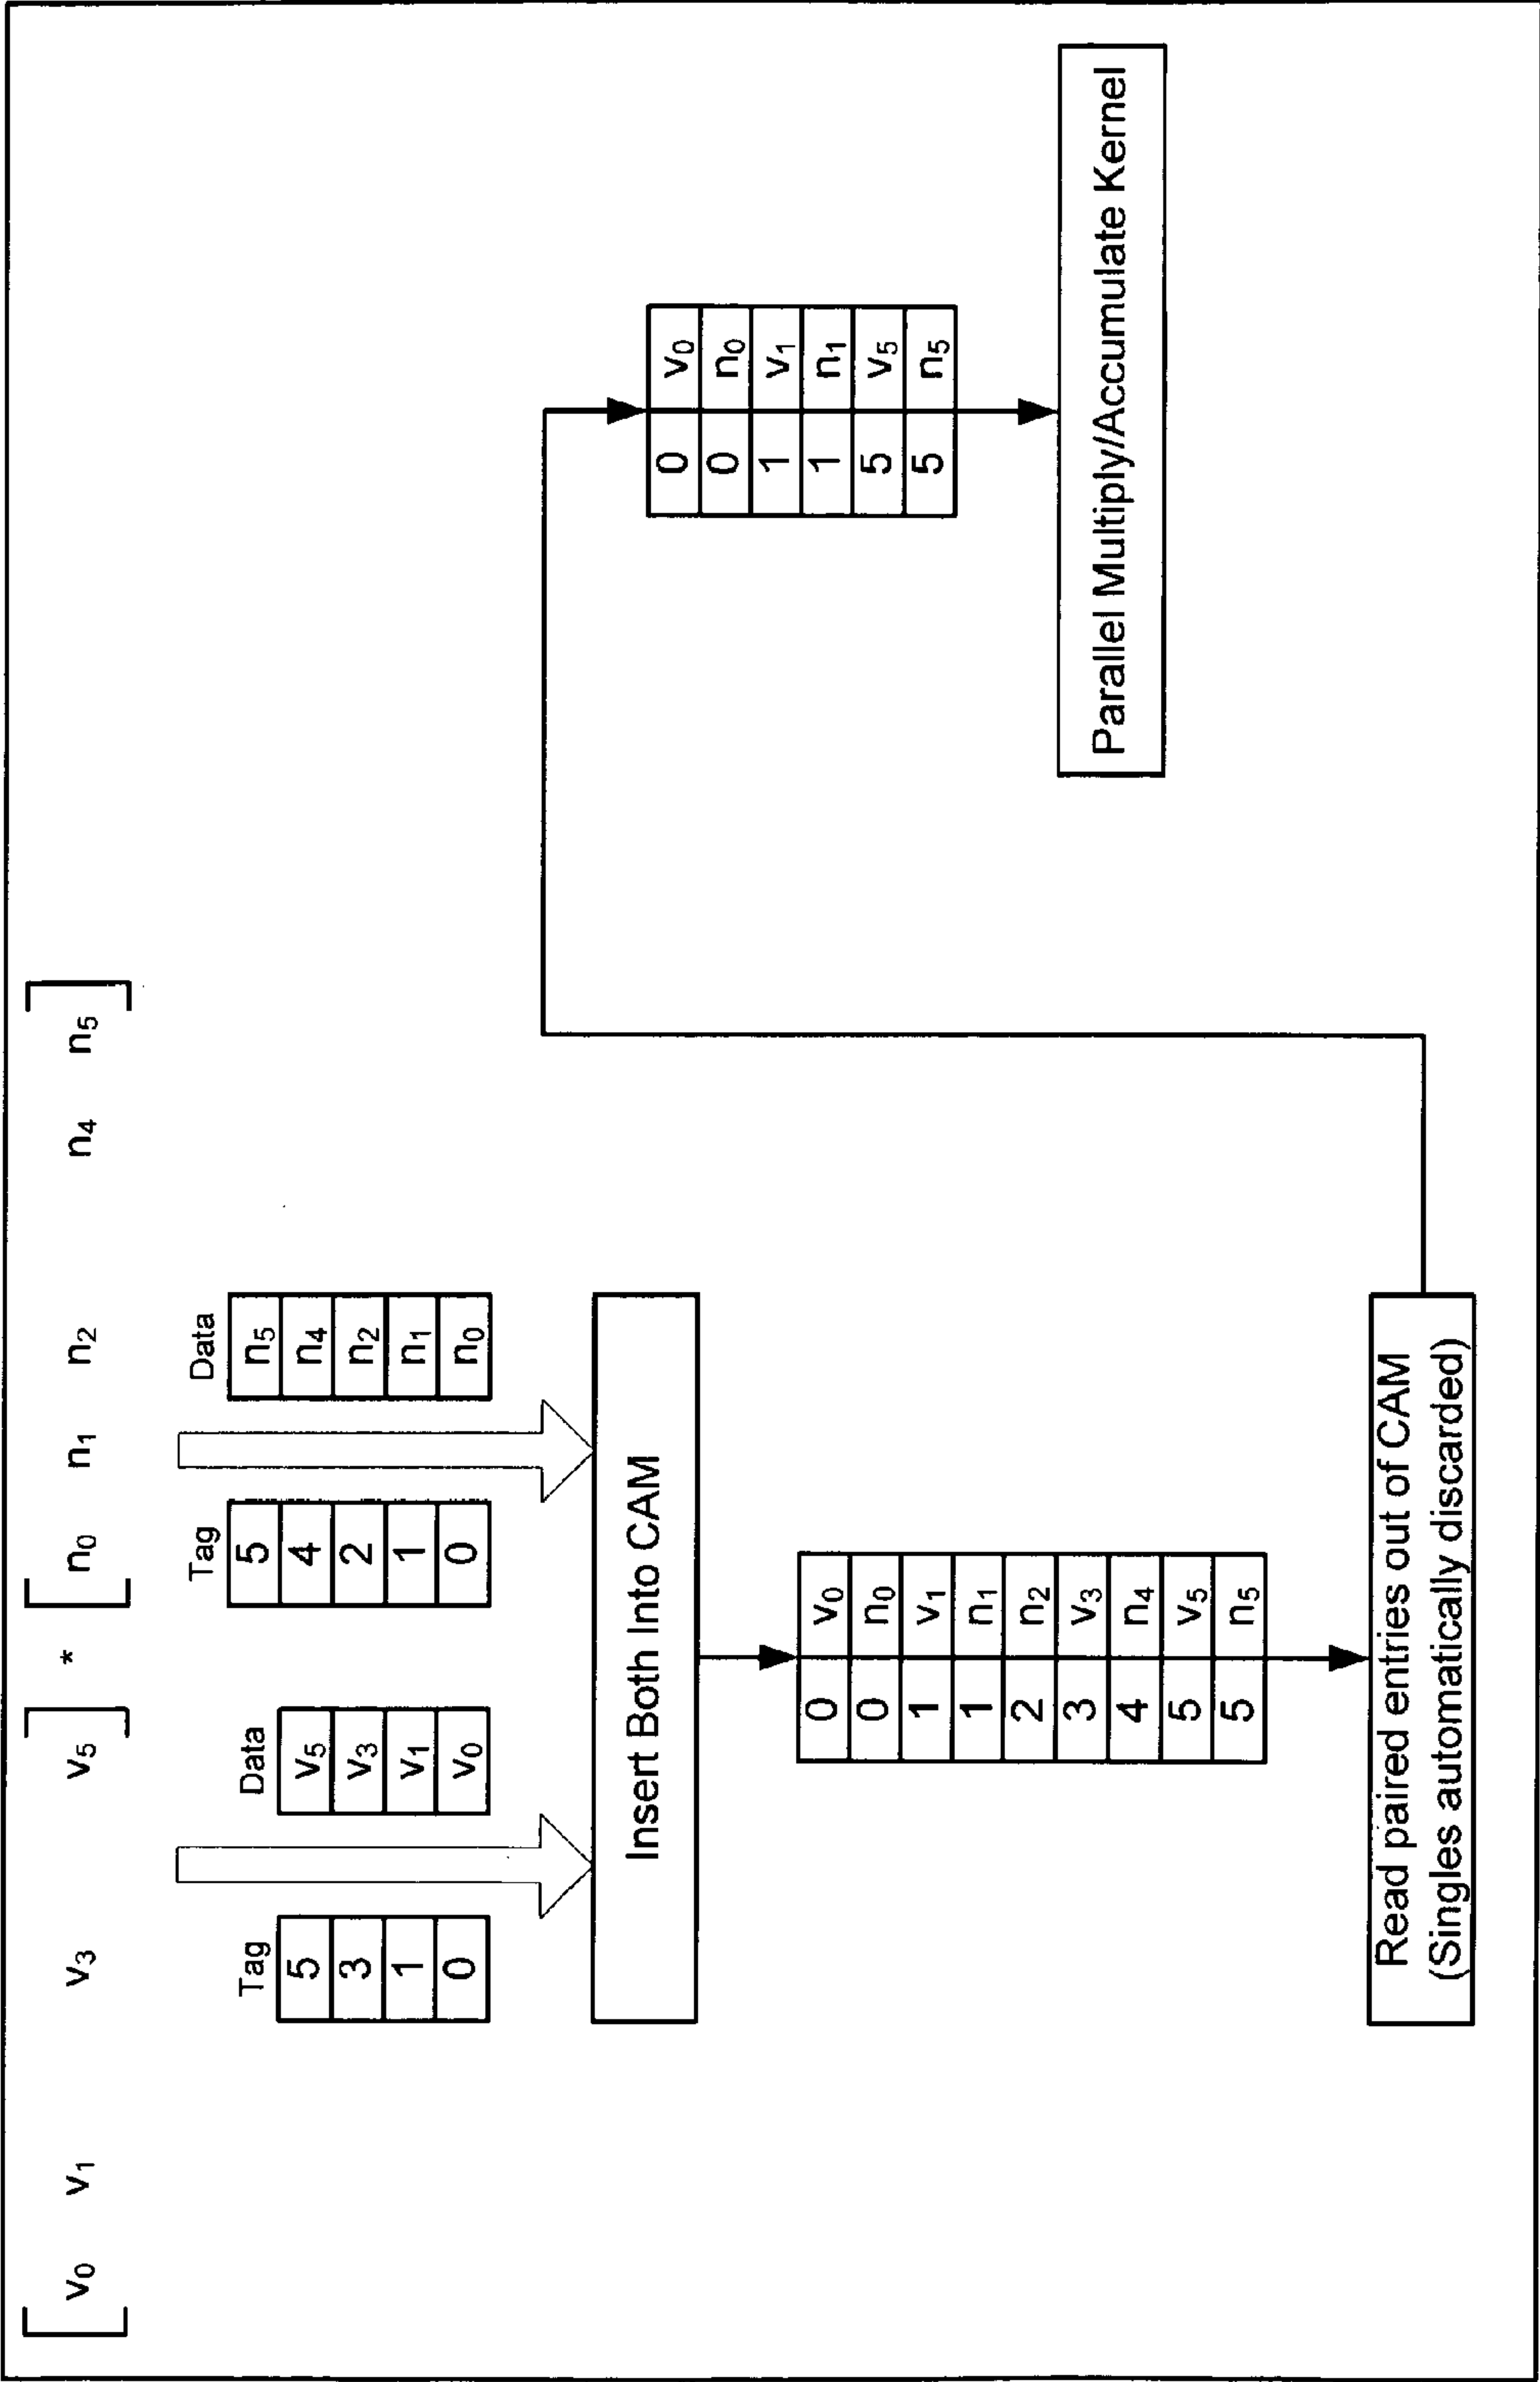 [ v₀ v₁ v₃ v₅ ] * [ n₀ n₁ n₂ n₄ n₅ ]
Tag Data
5 v₅
3 v₃
1 v₁
0 v₀
Tag Data
5 n₅
4 n₄
2 n₂
1 n₁
0 n₀
Insert Both Into CAM
0 v₀
0 n₀
1 v₁
1 n₁
2 n₂
3 v₃
4 n₄
5 v₅
5 n₅
Read paired entries out of CAM
(Singles automatically discarded)
0 v₀
0 n₀
1 v₁
1 n₁
5 v₅
5 n₅
Parallel Multiply/Accumulate Kernel